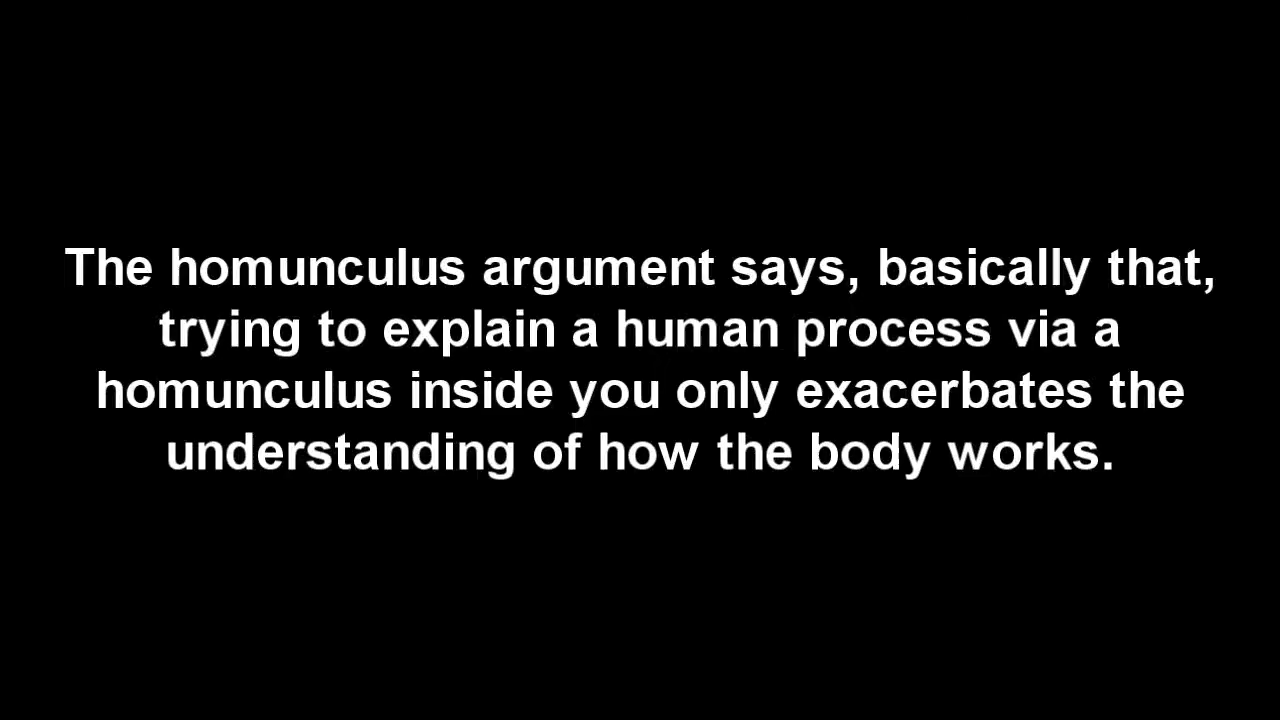 The homunculus argument says, basically that,
trying to explain a human process via a
homunculus inside you only exacerbates the
understanding of how the body works.